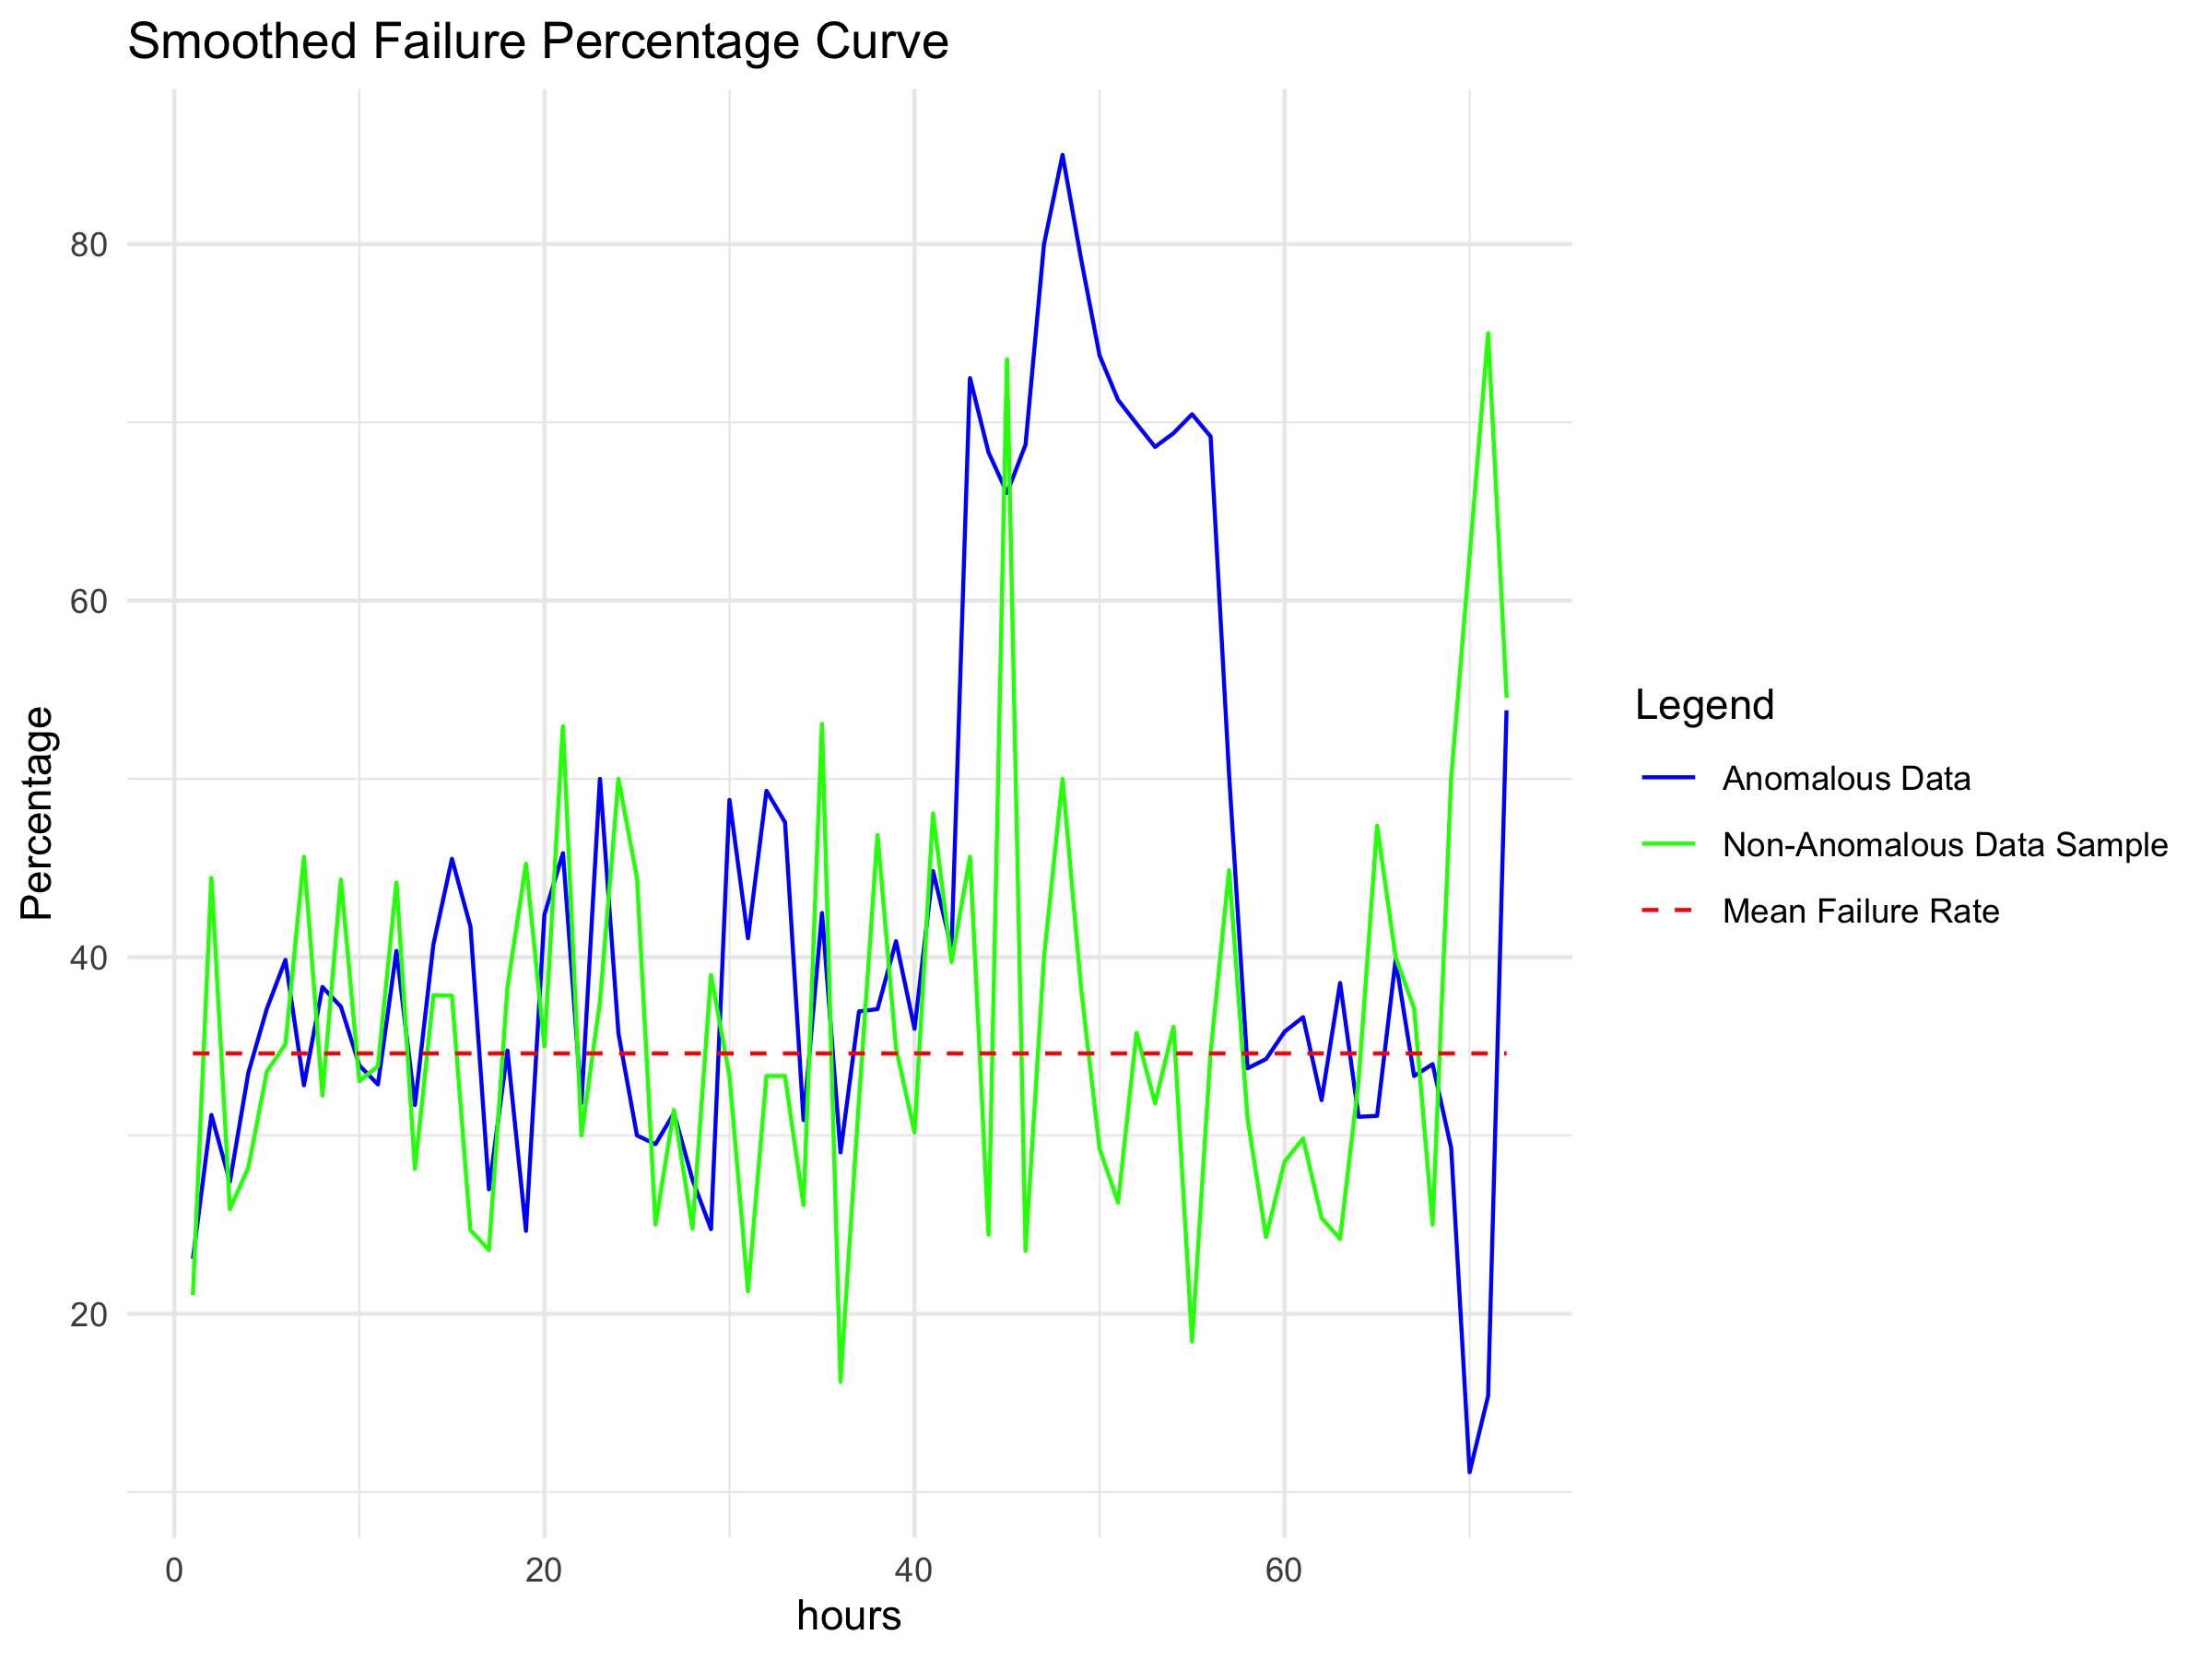 Smoothed Failure Percentage Curve
Percentage
80
60
40
20
0
20
40
60
hours
Legend
Anomalous Data
Non-Anomalous Data Sample
Mean Failure Rate